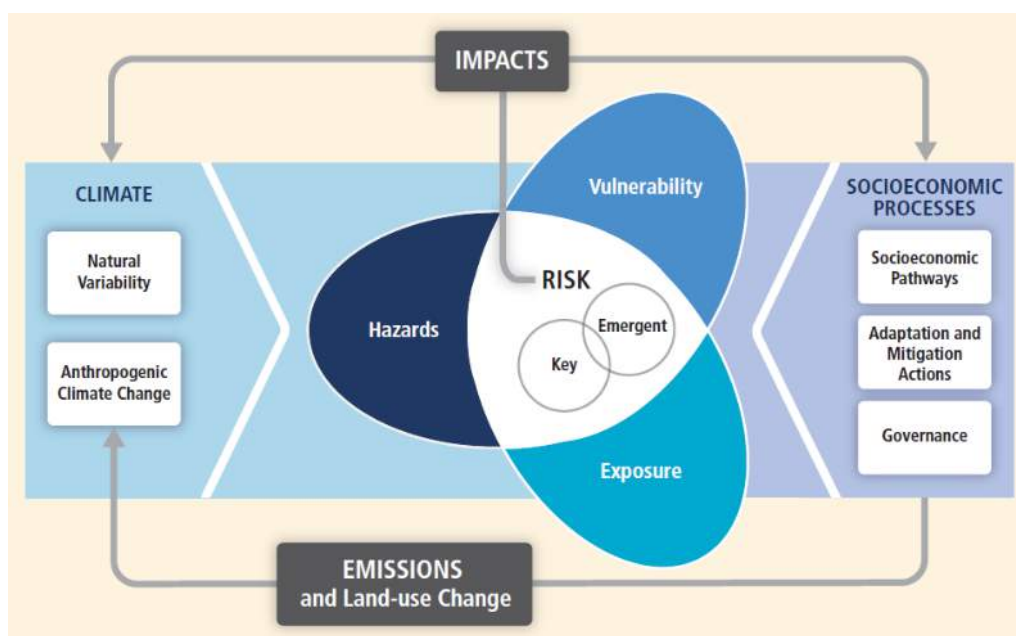 IMPACTS
CLIMATE
Natural
Variability
Anthropogenic
Climate Change
Vulnerability
Hazards
RISK
Emergent
Key
Exposure
SOCIOECONOMIC
PROCESSES
Socioeconomic
Pathways
Adaptation and
Mitigation
Actions
Governance
EMISSIONS
and Land-use Change